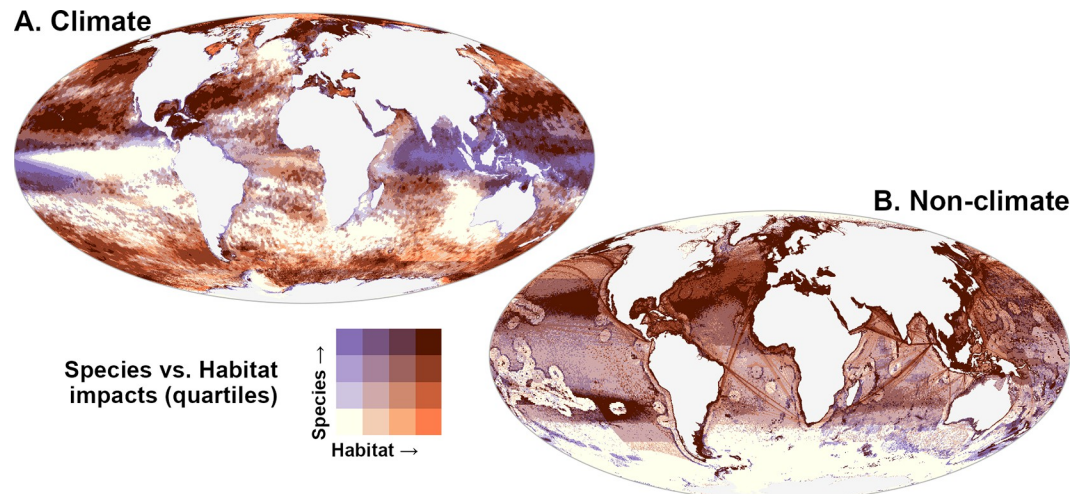 A. Climate
B. Non-climate
Species vs. Habitat
impacts (quartiles)
Species →
Habitat →